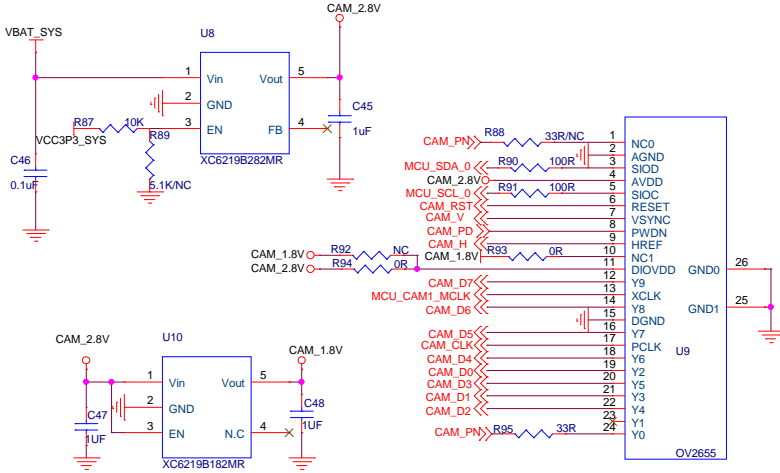 CAM_2.8V
VBAT_SYS
U8
1 Vin Vout 5
2 GND
3 EN FB 4
XC6219B282MR
R87 10K
VCC3P3_SYS
R89
5.1K/NC
C45
1uF
C46
0.1uF
CAM_PN R88 33R/NC 1 NC0
2 AGND
MCU_SDA_0 R90 100R 3 SIOD
CAM_2.8V 4 AVDD
MCU_SCL_0 R91 100R 5 SIOC
CAM_RST 6 RESET
CAM_V 7 VSYNC
CAM_PD 8 PWDN
CAM_H 9 HREF
CAM_1.8V R93 0R 10 NC1
CAM_1.8V R92 NC
CAM_2.8V R94 0R 11 DIOVDD
CAM_D7 12 Y9
MCU_CAM1_MCLK 13 XCLK
CAM_D6 14 Y8
15 DGND
CAM_D5 16 Y7
CAM_CLK 17 PCLK
CAM_D4 18 Y6
CAM_D0 19 Y2
CAM_D3 20 Y5
CAM_D1 21 Y3
CAM_D2 22 Y4
23 Y1
CAM_PN R95 33R 24 Y0
GND0 26
GND1 25
U9
OV2655
U10
CAM_2.8V
CAM_1.8V
1 Vin Vout 5
2 GND
3 EN N.C 4
XC6219B182MR
C47
1UF
C48
1UF